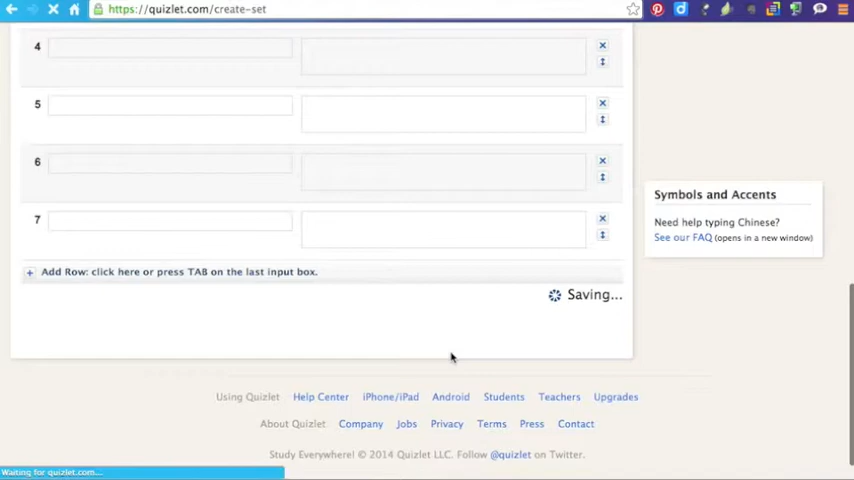 https://quizlet.com/create-set
4
5
Symbols and Accents
6
Need help typing Chinese?
See our FAQ (opens in a new window)
7
+ Add Row: click here or press TAB on the last input box.
Saving...
Using Quizlet Help Center iPhone/iPad Android Students Teachers Upgrades
About Quizlet Company Jobs Privacy Terms Press Contact
Study Everywhere! © 2014 Quizlet LLC. Follow @quizlet on Twitter.
Waiting for quizlet.com...